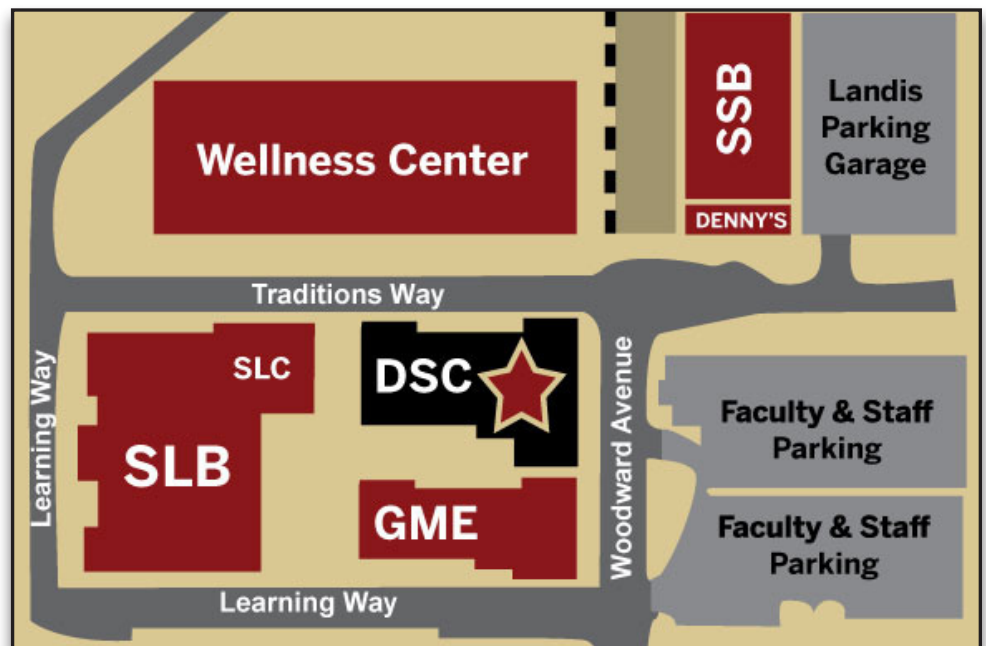 Wellness Center
SSB
DENNY'S
Landis
Parking
Garage
Traditions Way
Learning Way
SLC
SLB
DSC
GME
Woodward Avenue
Faculty & Staff
Parking
Faculty & Staff
Parking
Learning Way